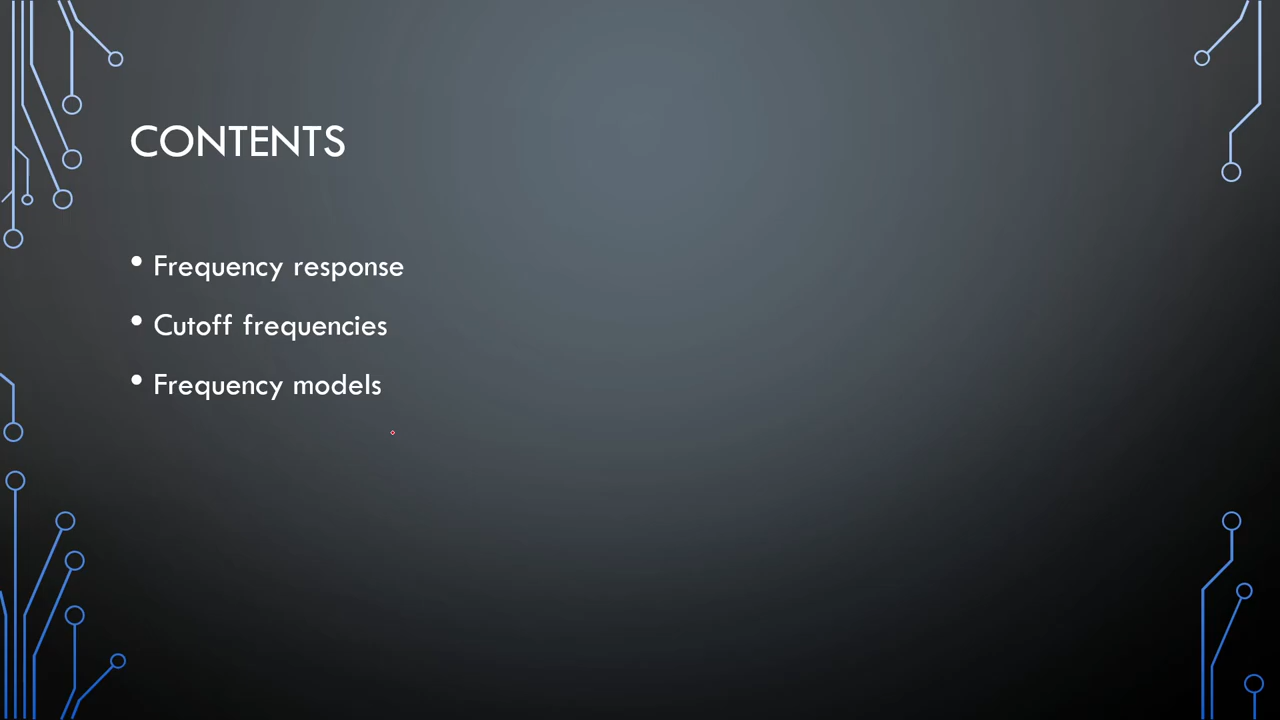 CONTENTS
• Frequency response
• Cutoff frequencies
• Frequency models